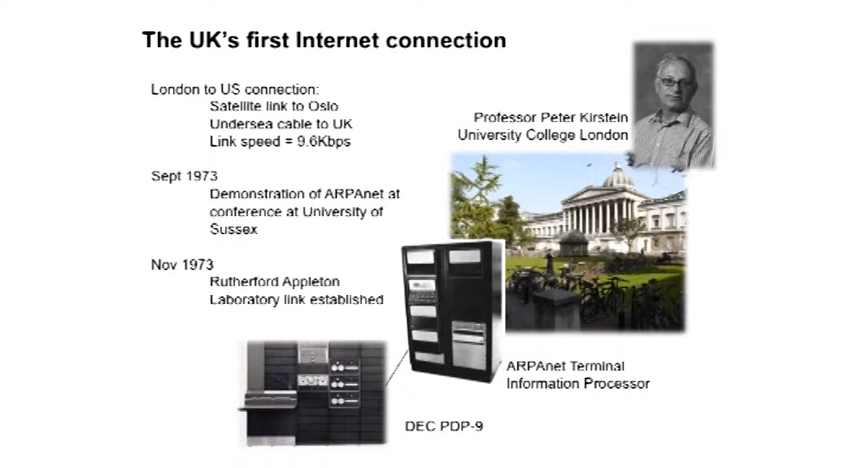 The UK's first Internet connection
London to US connection:
Satellite link to Oslo
Undersea cable to UK
Link speed = 9.6Kbps
Sept 1973
Demonstration of ARPAnet at
conference at University of
Sussex
Nov 1973
Rutherford Appleton
Laboratory link established
Professor Peter Kirstein
University College London
ARPAnet Terminal
Information Processor
DEC PDP-9